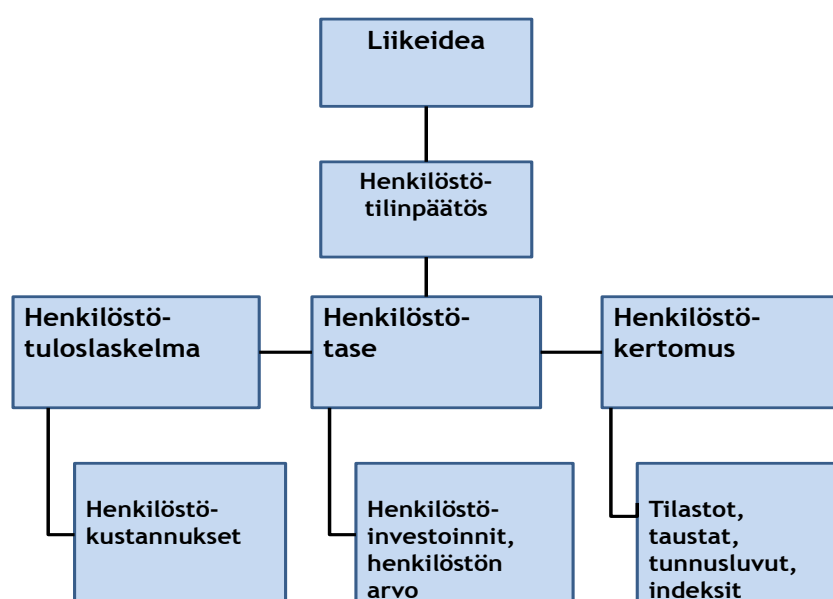 Liikeidea
Henkilöstö-
tilinpäätös
Henkilöstö-
tuloslaskelma
Henkilöstö-
tase
Henkilöstö-
kertomus
Henkilöstö-
kustannukset
Henkilöstö-
investoinnit,
henkilöstön
arvo
Tilastot,
taustat,
tunnusluvut,
indeksit